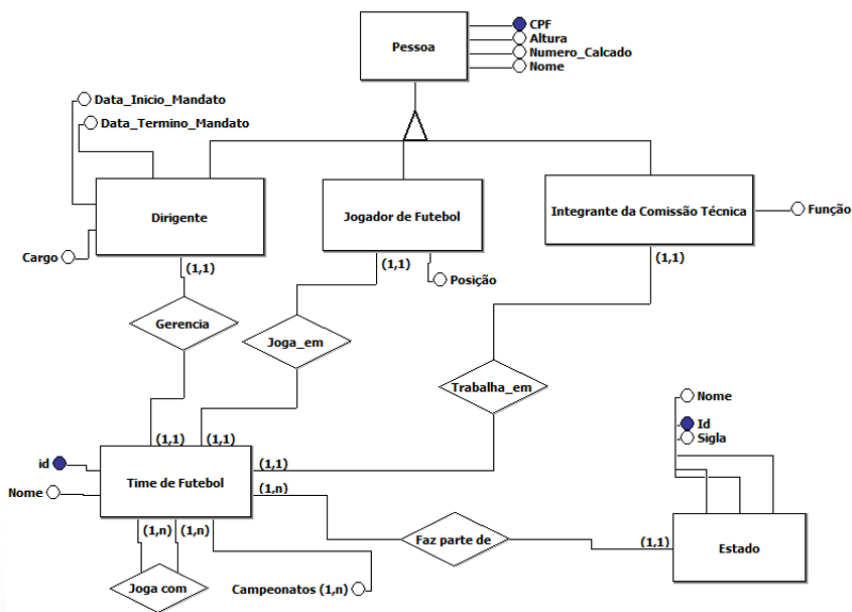 CPF
Altura
Numero_Calcado
Nome
Pessoa
Data_Inicio_Mandato
Data_Termino_Mandato
Dirigente
Jogador de Futebol
Integrante da Comissão Técnica
Função
Cargo
(1,1)
(1,1)
(1,1)
Posição
Gerencia
Joga_em
Trabalha_em
Nome
Id
Sigla
(1,1)
(1,1)
id
Time de Futebol
(1,1)
Nome
(1,n)
(1,n)
(1,n)
Faz parte de
(1,1)
Estado
Joga com
Campeonatos (1,n)